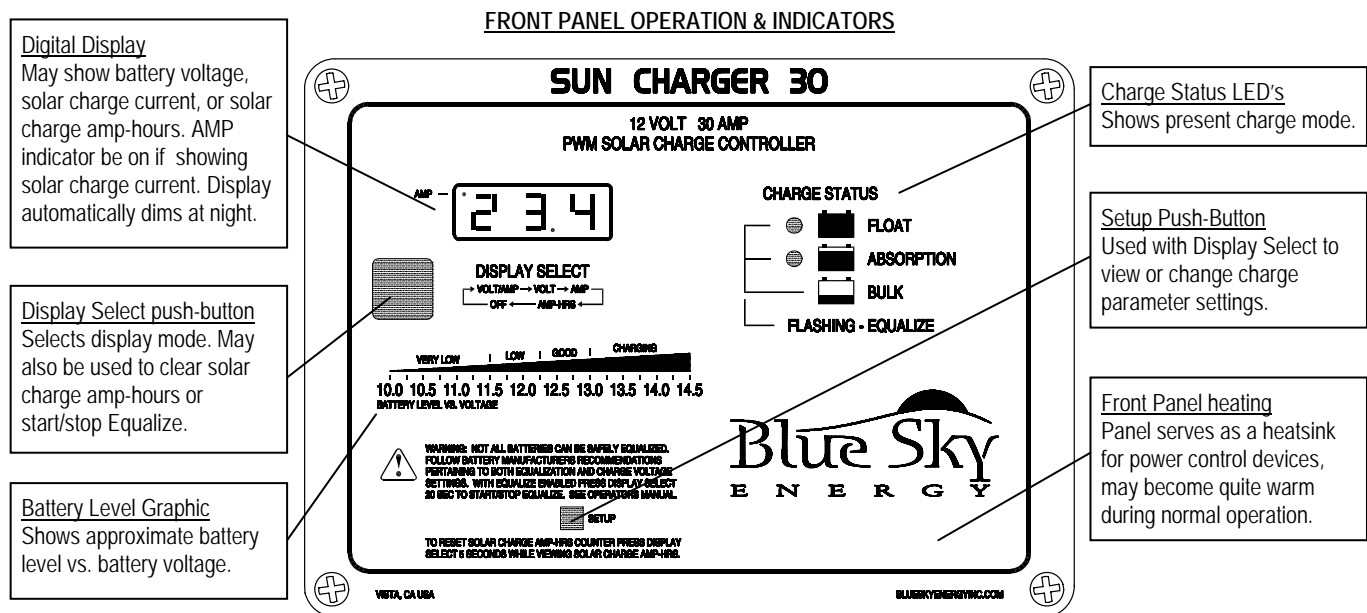 FRONT PANEL OPERATION & INDICATORS
Digital Display
May show battery voltage,
solar charge current, or solar
charge amp-hours. AMP
indicator be on if showing
solar charge current. Display
automatically dims at night.
Display Select push-button
Selects display mode. May
also be used to clear solar
charge amp-hours or
start/stop Equalize.
Battery Level Graphic
Shows approximate battery
level vs. battery voltage.
SUN CHARGER 30
12 VOLT 30 AMP
PWM SOLAR CHARGE CONTROLLER
AMP
23.4
DISPLAY SELECT
VOLT/AMP VOLT AMP
OFF AMP-HRS
CHARGE STATUS
FLOAT
ABSORPTION
BULK
FLASHING - EQUALIZE
VERY LOW LOW GOOD CHARGING
10.0 10.5 11.0 11.5 12.0 12.5 13.0 13.5 14.0 14.5
BATTERY LEVEL VS. VOLTAGE
WARNING: NOT ALL BATTERIES CAN BE SAFELY EQUALIZED.
FOLLOW BATTERY MANUFACTURERS RECOMMENDATIONS
PERTAINING TO BOTH EQUALIZATION AND CHARGE VOLTAGE
SETTINGS. WITH EQUALIZE ENABLED PRESS DISPLAY SELECT
20 SEC TO START/STOP EQUALIZE. SEE OPERATORS MANUAL.
SETUP
TO RESET SOLAR CHARGE AMP-HRS COUNTER PRESS DISPLAY
SELECT 5 SECONDS WHILE VIEWING SOLAR CHARGE AMP-HRS.
Blue Sky
ENERGY
VISTA, CA USA
BLUESKYENERGYINC.COM
Charge Status LED's
Shows present charge mode.
Setup Push-Button
Used with Display Select to
view or change charge
parameter settings.
Front Panel heating
Panel serves as a heatsink
for power control devices,
may become quite warm
during normal operation.